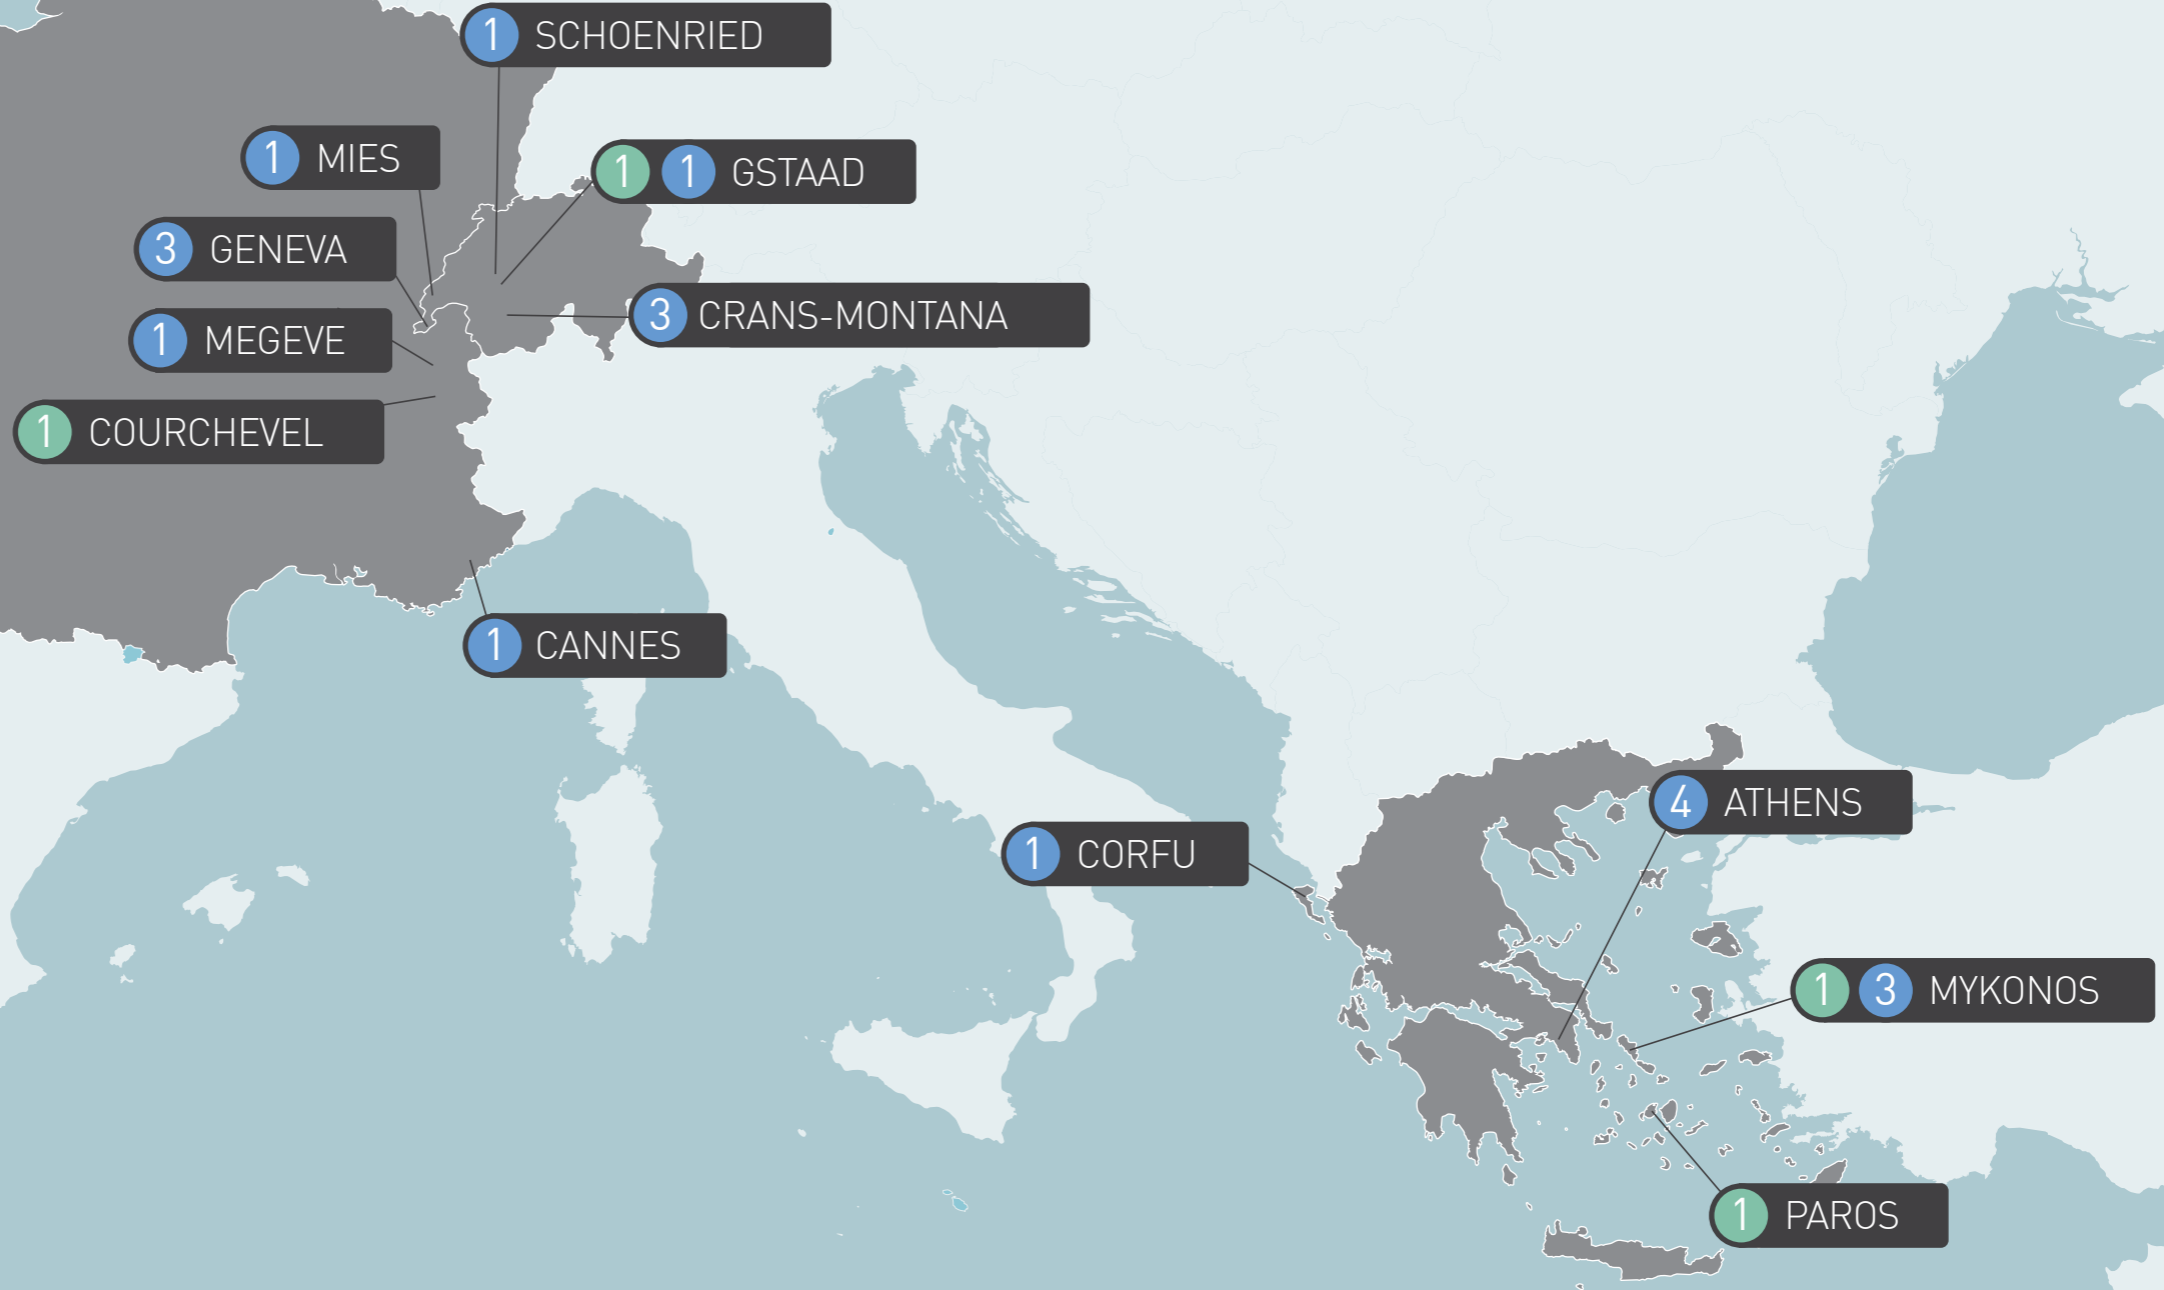 1 SCHOENRIED
1 MIES
1 1 GSTAAD
3 GENEVA
3 CRANS-MONTANA
1 MEGEVE
1 COURCHEVEL
1 CANNES
4 ATHENS
1 CORFU
1 3 MYKONOS
1 PAROS